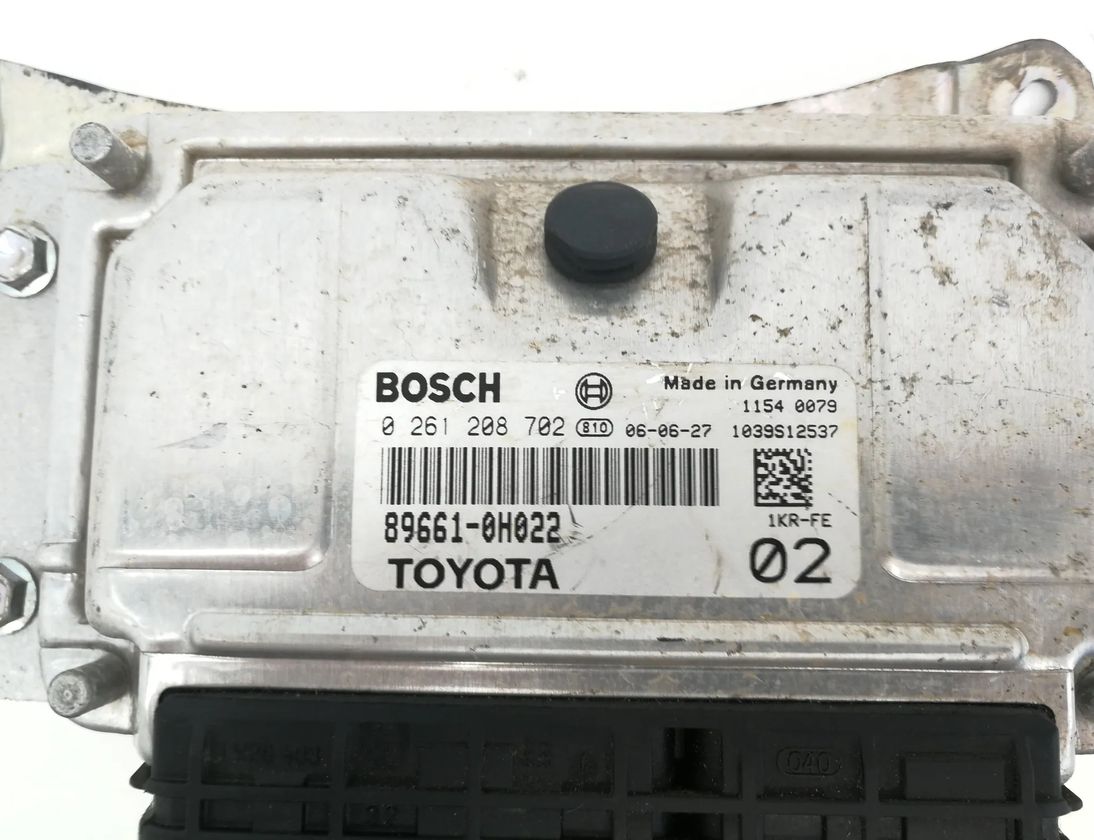 BOSCH Made in Germany
1154 0079
0 261 208 702 810 06-06-27 1039S12537
89661-0H022 1KR-FE
TOYOTA 02
040